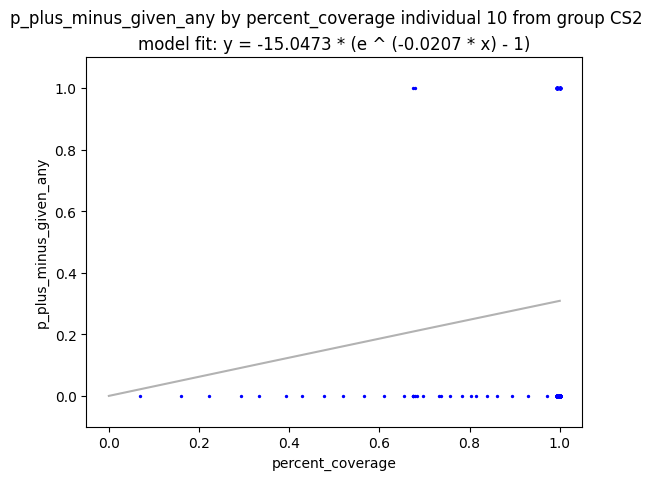 p_plus_minus_given_any by percent_coverage individual 10 from group CS2
model fit: y = -15.0473 * (e ^ (-0.0207 * x) - 1)
p_plus_minus_given_any
1.0
0.8
0.6
0.4
0.2
0.0
0.0 0.2 0.4 0.6 0.8 1.0
percent_coverage